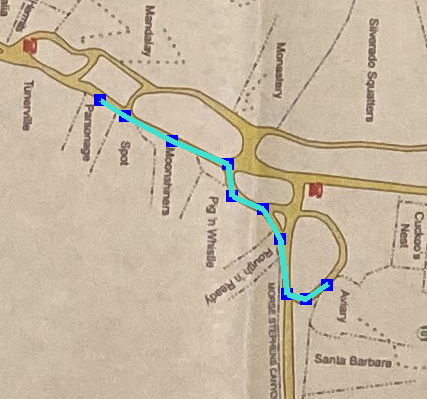 Mandalay
Monastery
Silverado Squatters
Tunerville
Parsonage
Spot
Moonshiners
Pig 'n Whistle
Cuckoo's
Nest
Rough 'n Ready
Aviary
MORSE STEPHENS CANYO
Santa Barbara